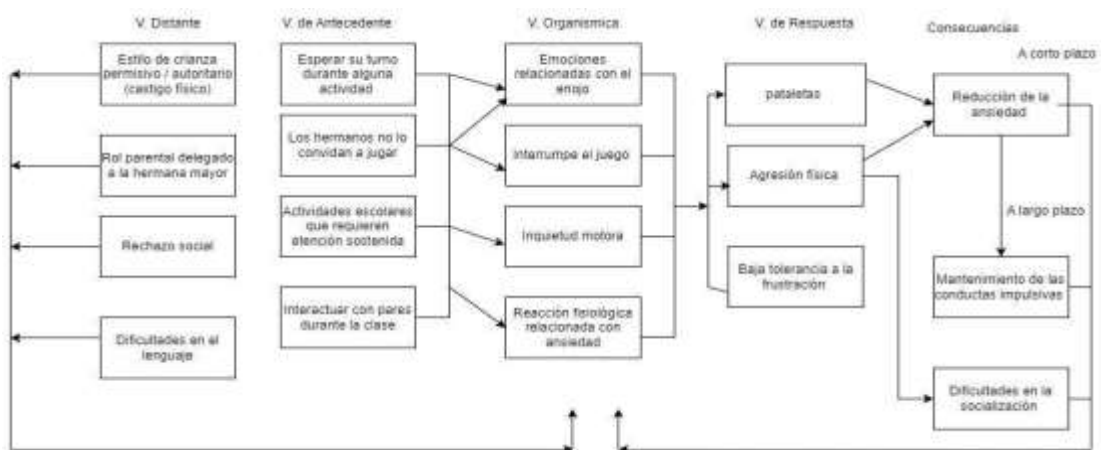 V. Distante
V. de Antecedente
V. Organismica
V. de Respuesta
Consecuencias
A corto plazo
Estilo de crianza
permisivo / autoritario
(castigo físico)
Rol parental delegado
a la hermana mayor
Rechazo social
Dificultades en el
lenguaje
Esperar su turno
durante alguna
actividad
Los hermanos no lo
convidan a jugar
Actividades escolares
que requieren
atención sostenida
Interactuar con pares
durante la clase
Emociones
relacionadas con el
enojo
Interrumpe el juego
Inquietud motora
Reacción fisiológica
relacionada con
ansiedad
pataletas
Agresión física
Baja tolerancia a la
frustración
Reducción de la
ansiedad
A largo plazo
Mantenimiento de las
conductas impulsivas
Dificultades en la
socialización